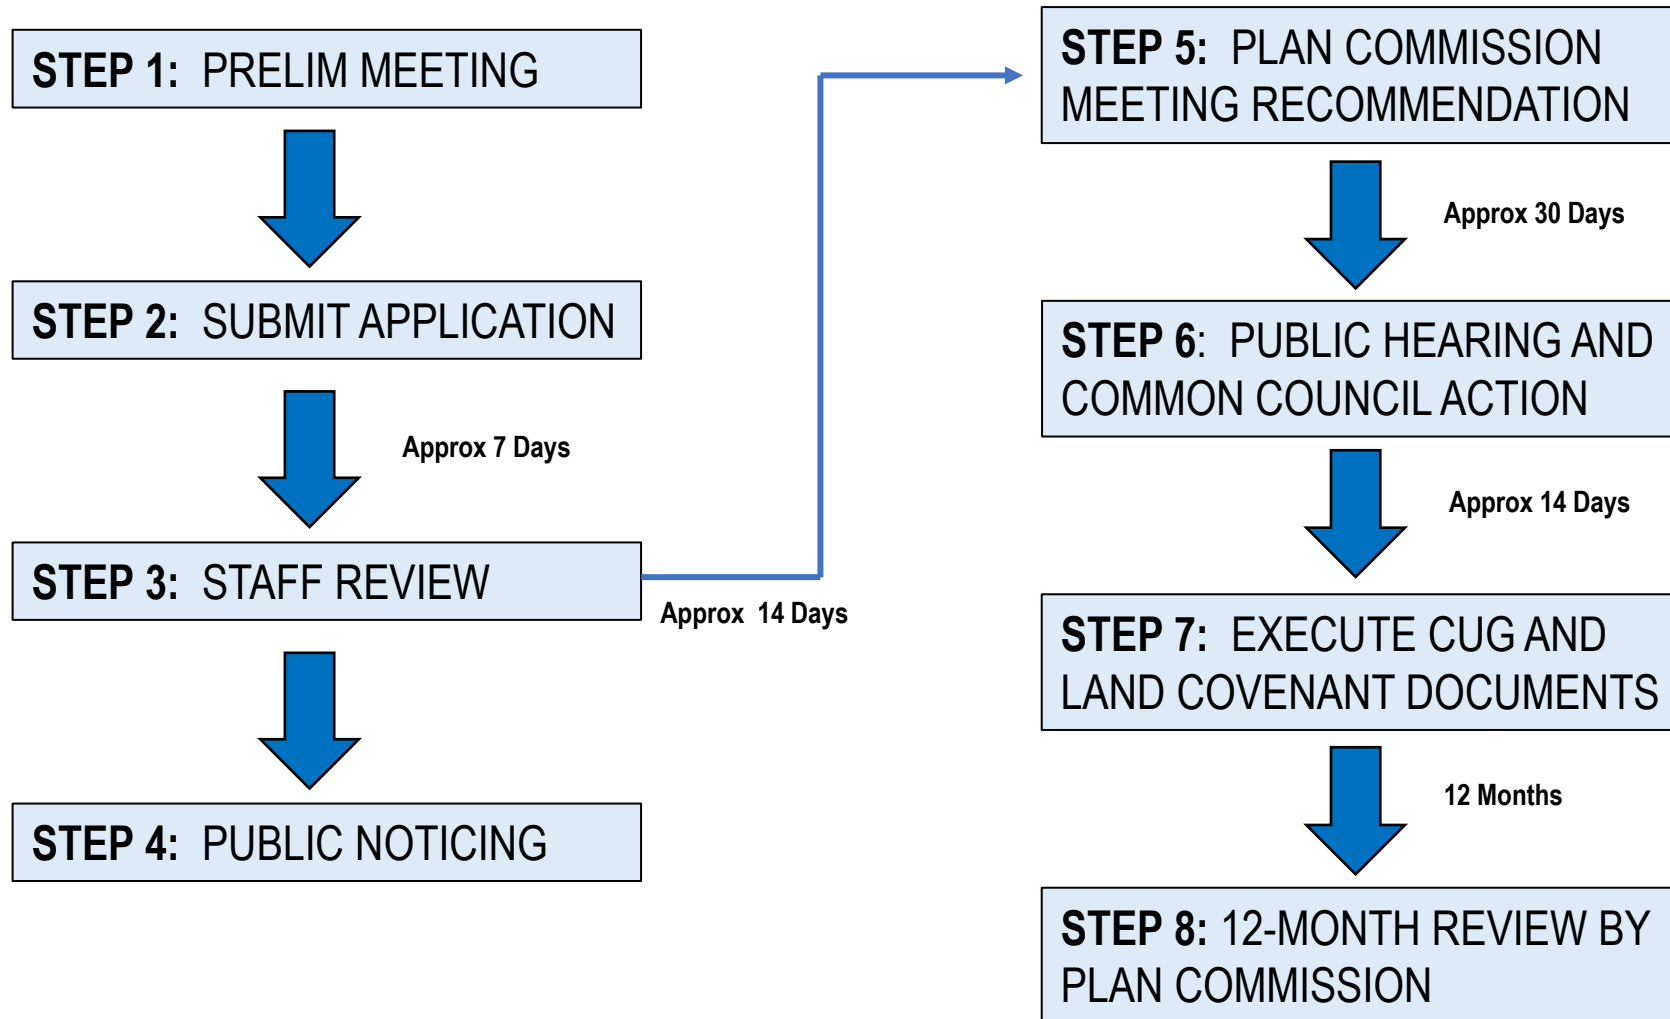 STEP 1: PRELIM MEETING
STEP 2: SUBMIT APPLICATION
Approx 7 Days
STEP 3: STAFF REVIEW
Approx 14 Days
STEP 4: PUBLIC NOTICING
STEP 5: PLAN COMMISSION
MEETING RECOMMENDATION
Approx 30 Days
STEP 6: PUBLIC HEARING AND
COMMON COUNCIL ACTION
Approx 14 Days
STEP 7: EXECUTE CUG AND
LAND COVENANT DOCUMENTS
12 Months
STEP 8: 12-MONTH REVIEW BY
PLAN COMMISSION